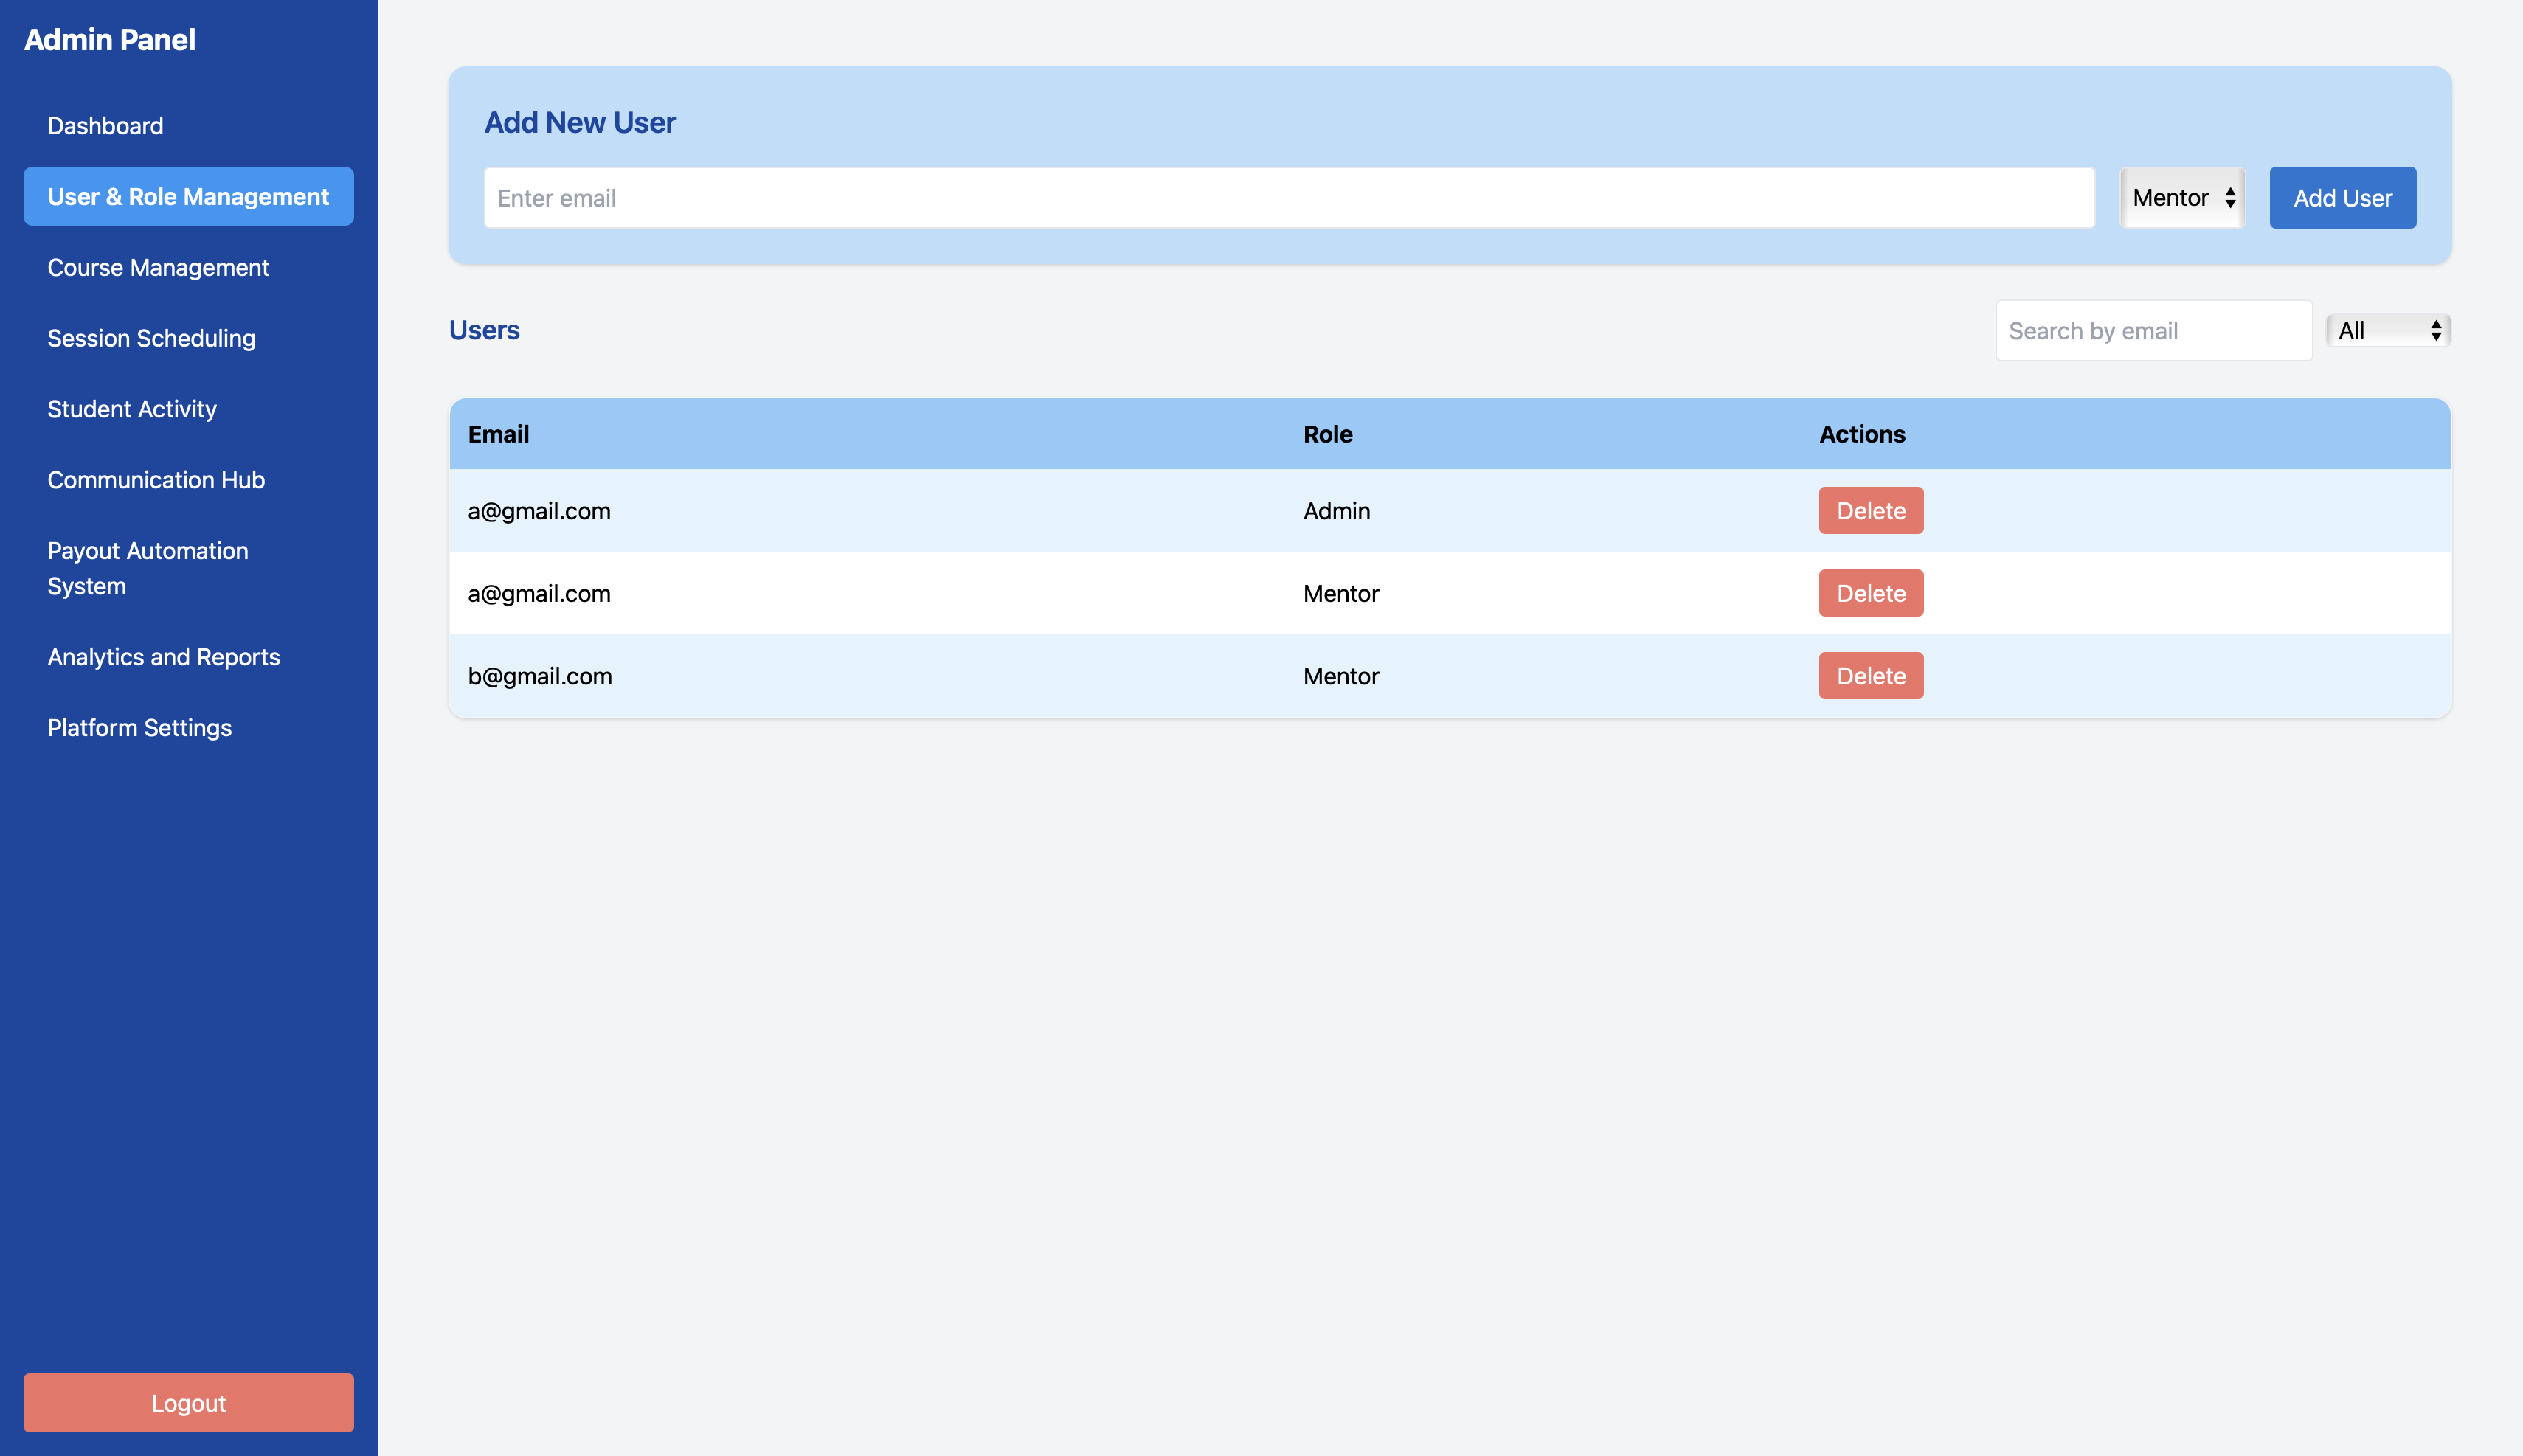 Admin Panel
Dashboard
User & Role Management
Course Management
Session Scheduling
Student Activity
Communication Hub
Payout Automation
System
Analytics and Reports
Platform Settings
Logout
Add New User
Enter email
Mentor
Add User
Users
Search by email
All
Email Role Actions
a@gmail.com Admin Delete
a@gmail.com Mentor Delete
b@gmail.com Mentor Delete